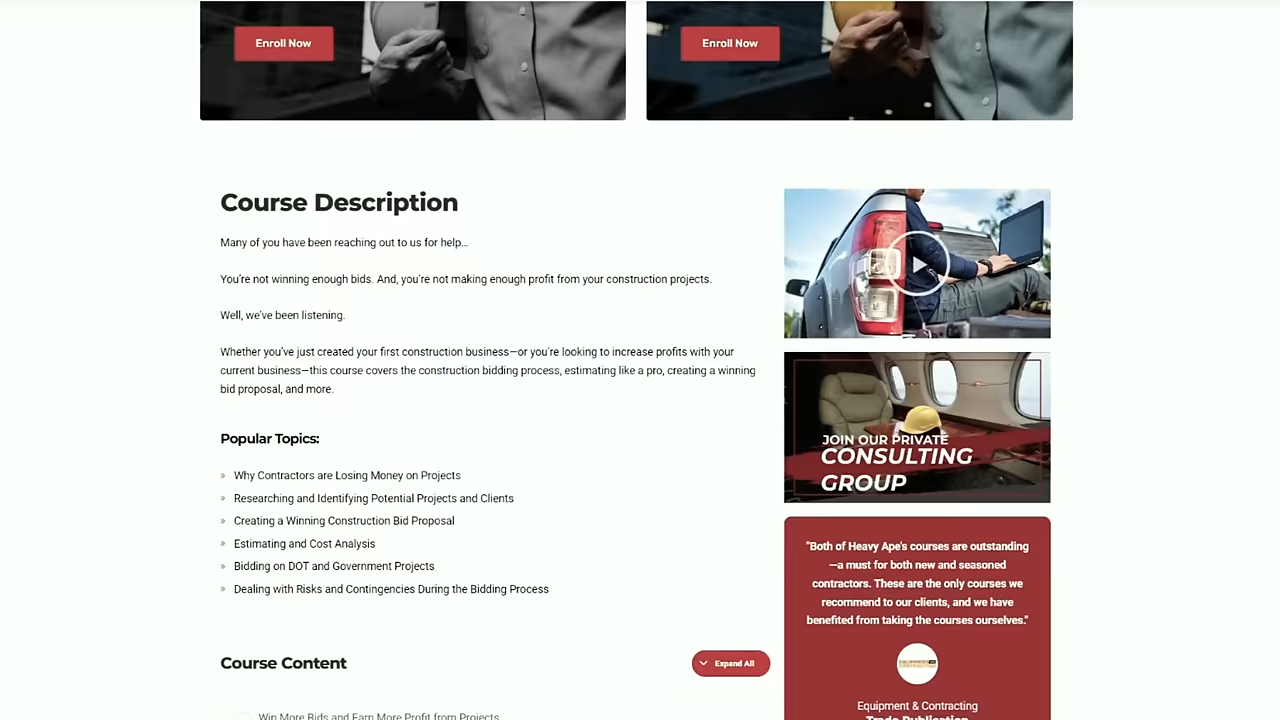 Enroll Now
Enroll Now
Course Description
Many of you have been reaching out to us for help...
You're not winning enough bids. And, you're not making enough profit from your construction projects.
Well, we've been listening.
Whether you've just created your first construction business—or you're looking to increase profits with your
current business—this course covers the construction bidding process, estimating like a pro, creating a winning
bid proposal, and more.
Popular Topics:
» Why Contractors are Losing Money on Projects
» Researching and Identifying Potential Projects and Clients
» Creating a Winning Construction Bid Proposal
» Estimating and Cost Analysis
» Bidding on DOT and Government Projects
» Dealing with Risks and Contingencies During the Bidding Process
Course Content
Expand All
Win More Bids and Earn More Profit from Projects
JOIN OUR PRIVATE
CONSULTING
GROUP
"Both of Heavy Ape's courses are outstanding
—a must for both new and seasoned
contractors. These are the only courses we
recommend to our clients, and we have
benefited from taking the courses ourselves."
Equipment & Contracting
Trade Publication